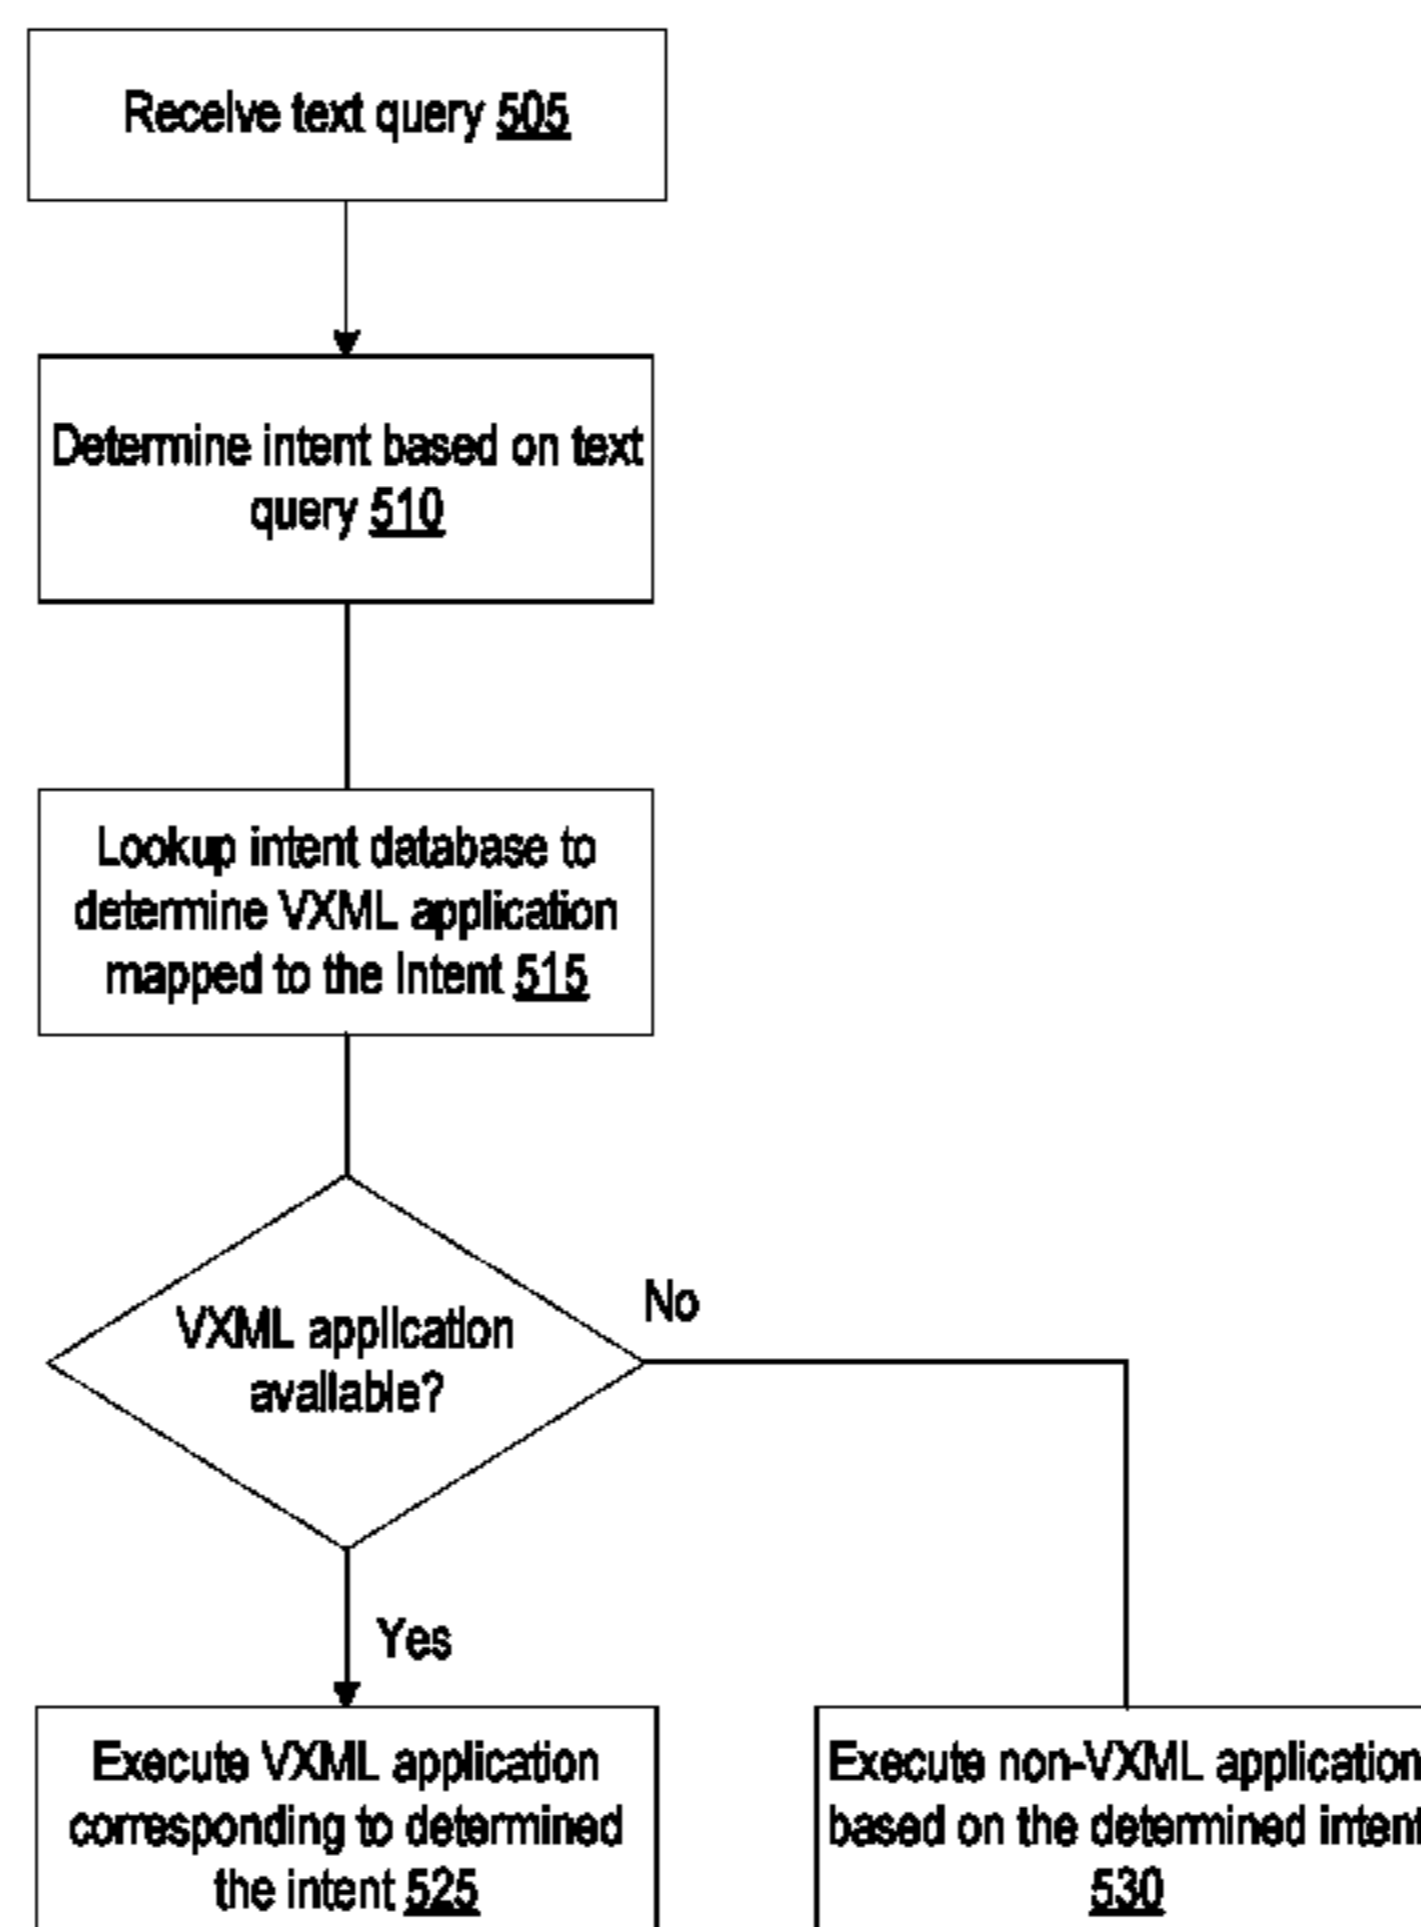 Receive text query 505
Determine intent based on text
query 510
Lookup intent database to
determine VXML application
mapped to the Intent 515
VXML application
available?
No
Yes
Execute VXML application
corresponding to determined
the intent 525
Execute non-VXML application
based on the determined intent
530